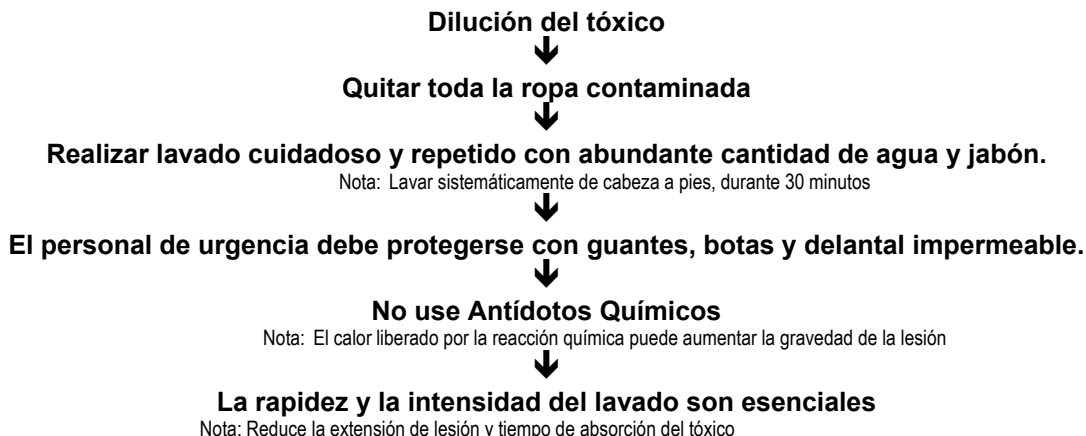 Dilución del tóxico
Quitar toda la ropa contaminada
Realizar lavado cuidadoso y repetido con abundante cantidad de agua y jabón.
Nota: Lavar sistemáticamente de cabeza a pies, durante 30 minutos
El personal de urgencia debe protegerse con guantes, botas y delantal impermeable.
No use Antídotos Químicos
Nota: El calor liberado por la reacción química puede aumentar la gravedad de la lesión
La rapidez y la intensidad del lavado son esenciales
Nota: Reduce la extensión de lesión y tiempo de absorción del tóxico